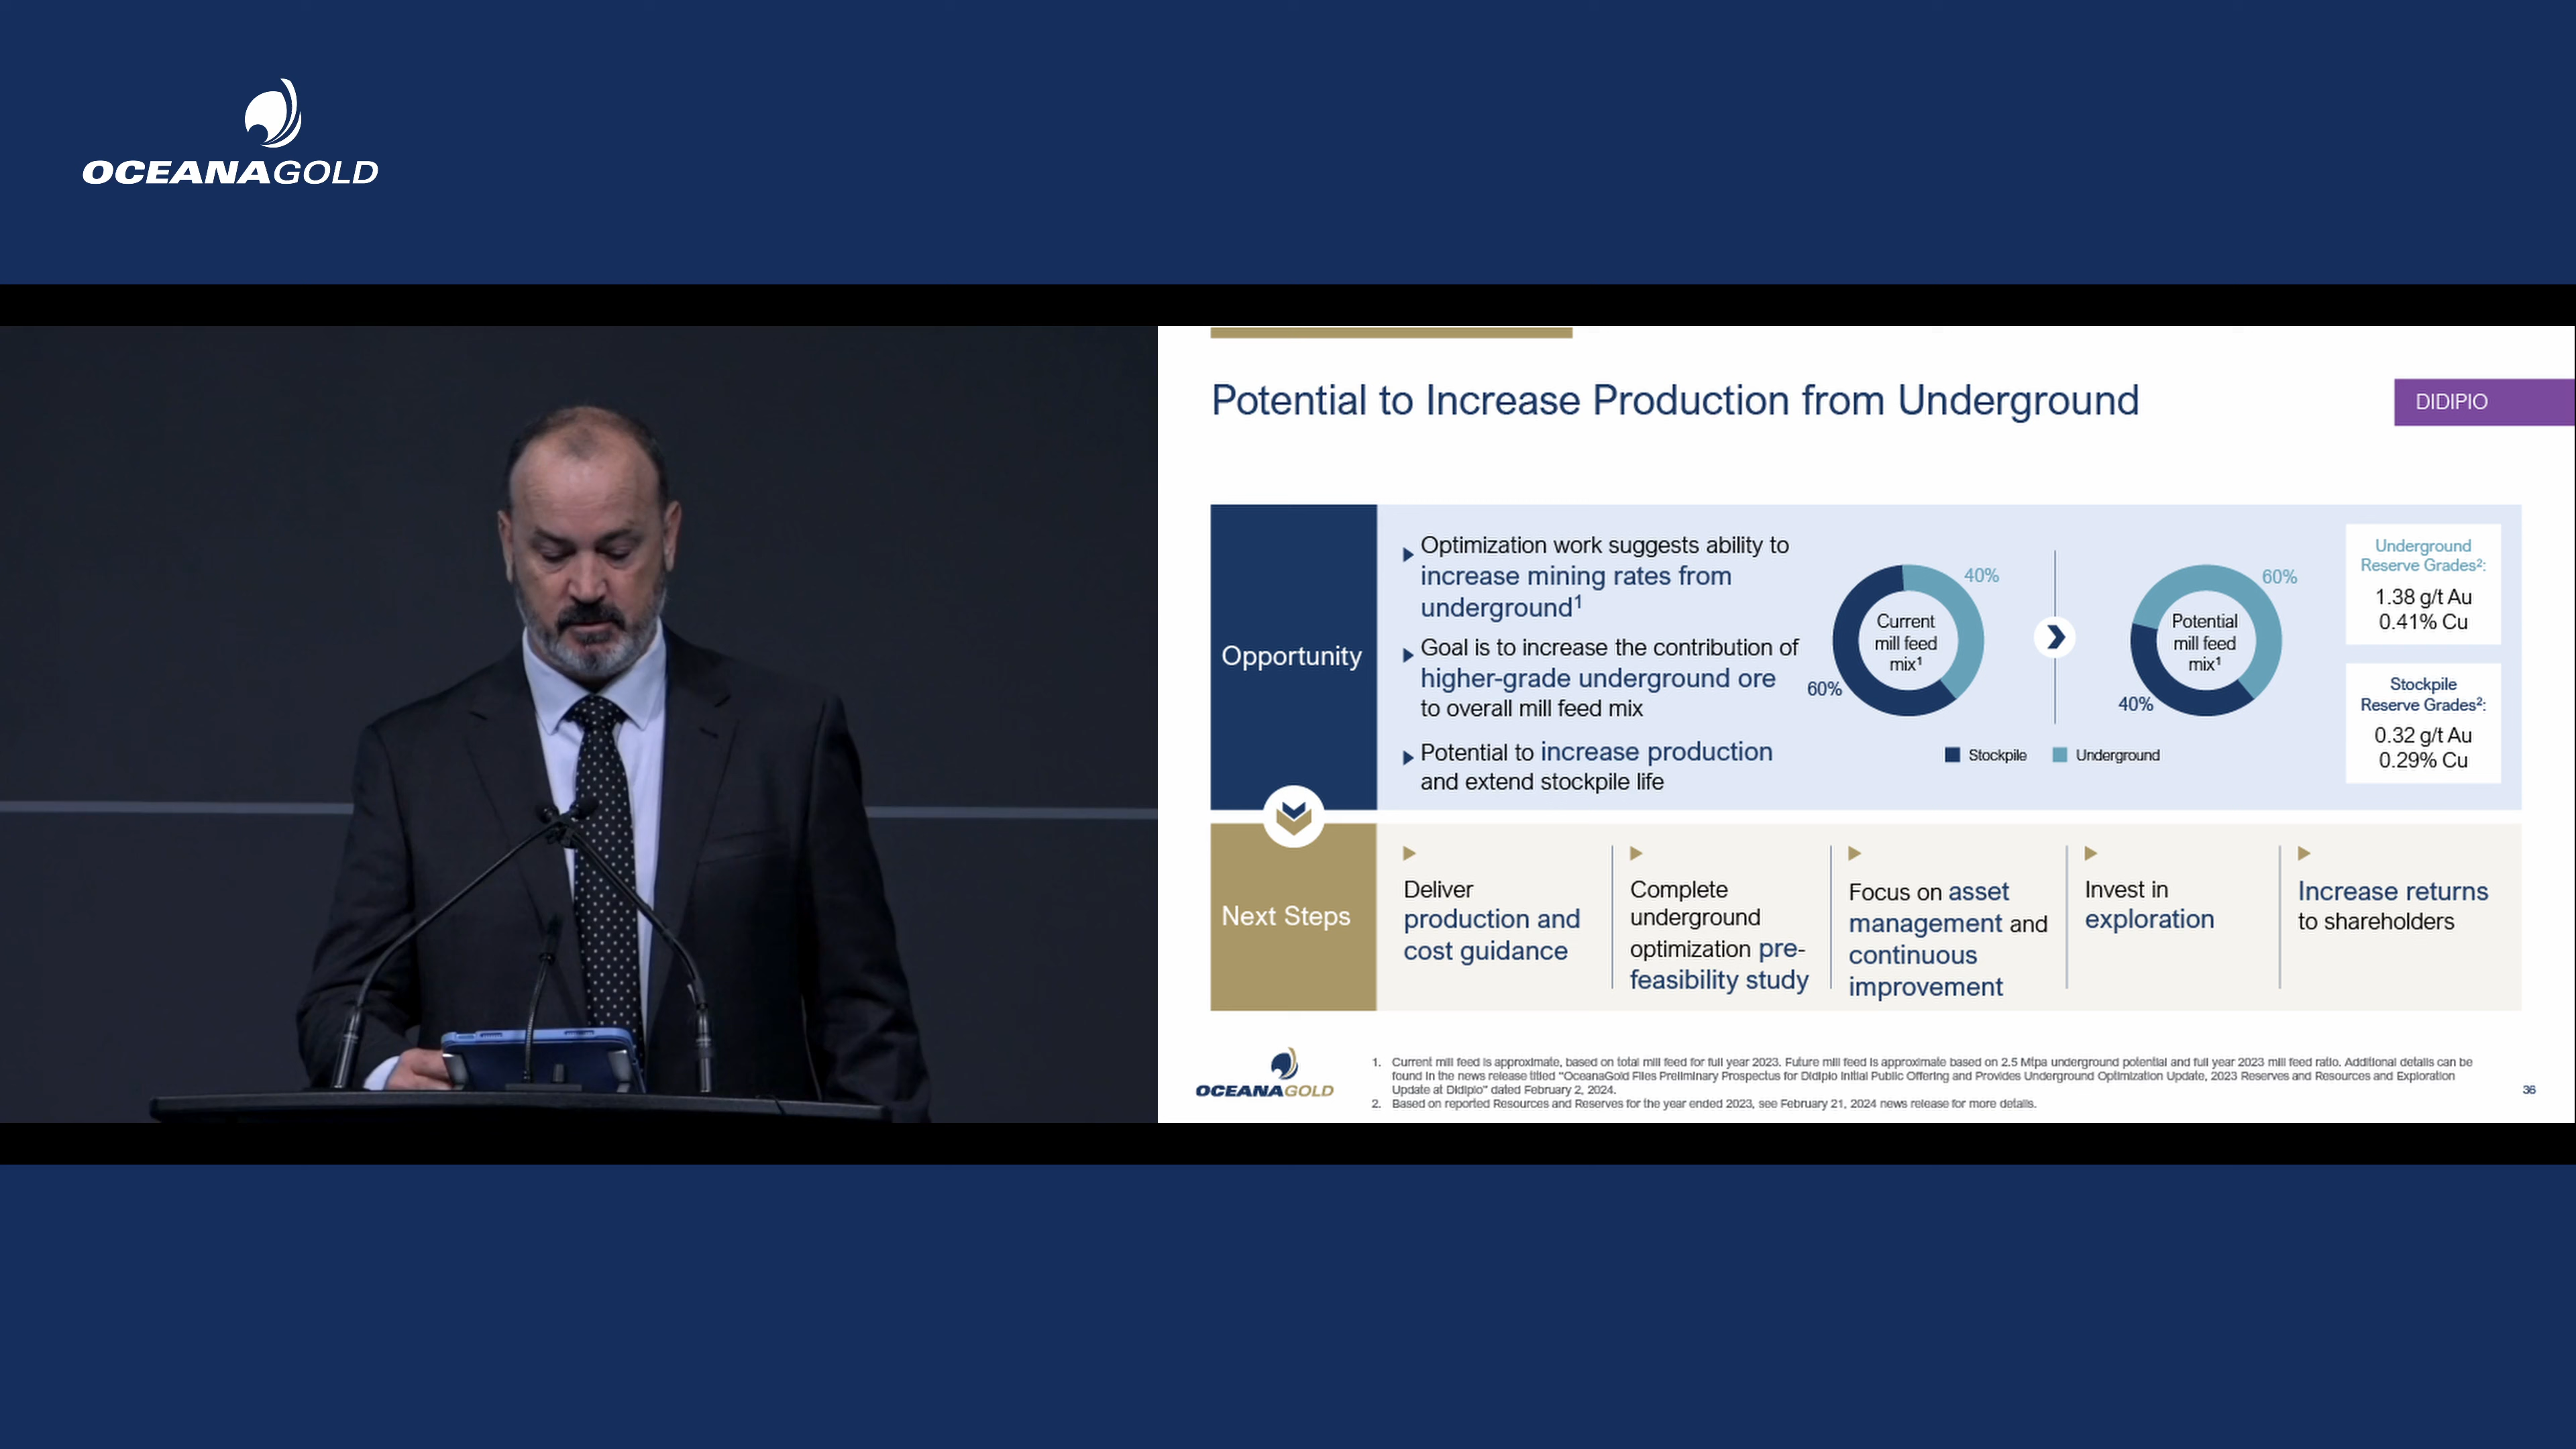 OCEANAGOLD
Potential to Increase Production from Underground
DIDIPIO
Opportunity
Optimization work suggests ability to
increase mining rates from
underground¹
Goal is to increase the contribution of
higher-grade underground ore
to overall mill feed mix
Potential to increase production
and extend stockpile life
40%
Current
mill feed
mix¹
60%
60%
Potential
mill feed
mix¹
40%
Stockpile
Underground
Underground
Reserve Grades²:
1.38 g/t Au
0.41% Cu
Stockpile
Reserve Grades²:
0.32 g/t Au
0.29% Cu
Next Steps
Deliver
production and
cost guidance
Complete
underground
optimization pre-
feasibility study
Focus on asset
management and
continuous
improvement
Invest in
exploration
Increase returns
to shareholders
OCEANAGOLD
1. Current mill feed is approximate, based on total mill feed for full year 2023. Future mill feed is approximate based on 2.5 Mtpa underground potential and full year 2023 mill feed ratio. Additional details can be
found in the news release titled "OceanaGold Files Preliminary Prospectus for Didipio Initial Public Offering and Provides Underground Optimization Update, 2023 Reserves and Resources and Exploration
Update at Didipio" dated February 2, 2024.
2. Based on reported Resources and Reserves for the year ended 2023, see February 21, 2024 news release for more details.
36